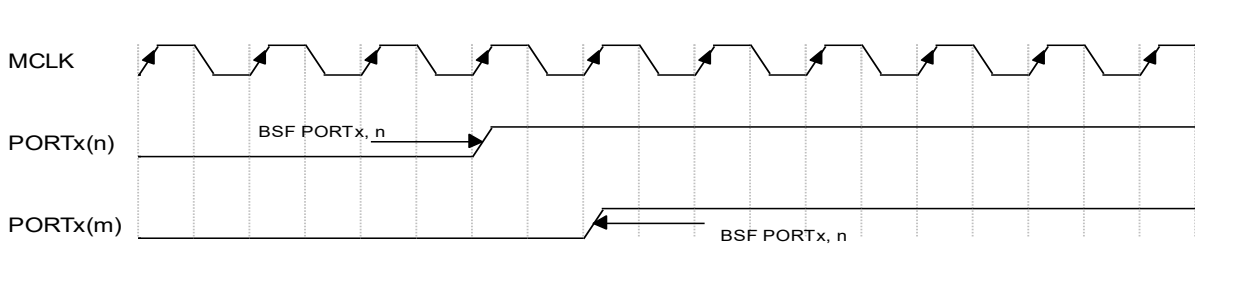 MCLK
BSF PORTx, n
PORTx(n)
PORTx(m)
BSF PORTx, n